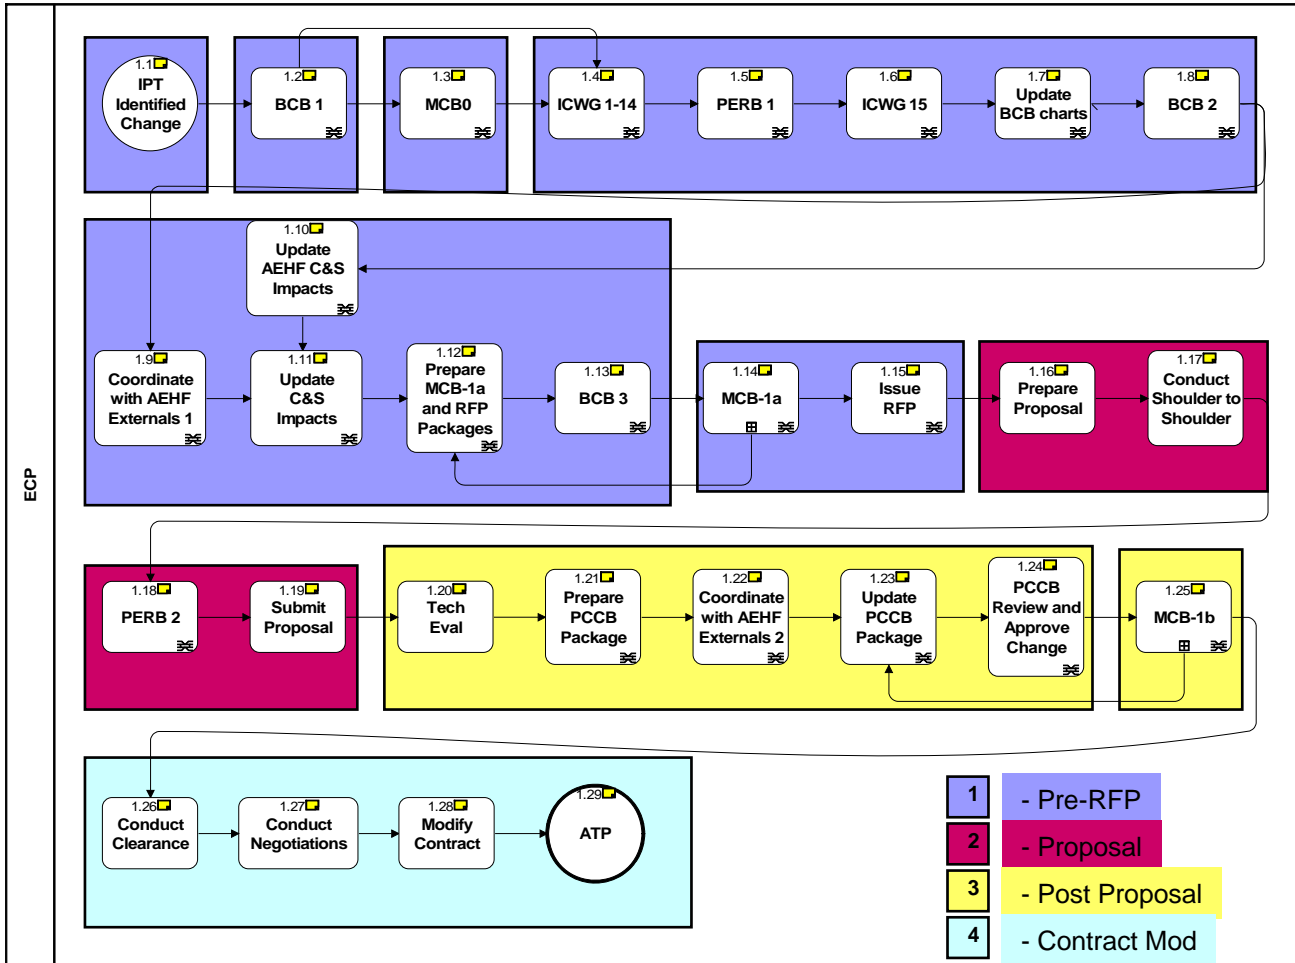 ECP
1.1
IPT
Identified
Change
1.2
BCB 1
1.3
MCB0
1.4
ICWG 1-14
1.5
PERB 1
1.6
ICWG 15
1.7
Update
BCB charts
1.8
BCB 2
1.10
Update
AEHF C&S
Impacts
1.9
Coordinate
with AEHF
Externals 1
1.11
Update
C&S
Impacts
1.12
Prepare
MCB-1a
and RFP
Packages
1.13
BCB 3
1.14
MCB-1a
1.15
Issue
RFP
1.16
Prepare
Proposal
1.17
Conduct
Shoulder to
Shoulder
1.18
PERB 2
1.19
Submit
Proposal
1.20
Tech
Eval
1.21
Prepare
PCCB
Package
1.22
Coordinate
with AEHF
Externals 2
1.23
Update
PCCB
Package
1.24
PCCB
Review and
Approve
Change
1.25
MCB-1b
1.26
Conduct
Clearance
1.27
Conduct
Negotiations
1.28
Modify
Contract
1.29
ATP
1 - Pre-RFP
2 - Proposal
3 - Post Proposal
4 - Contract Mod